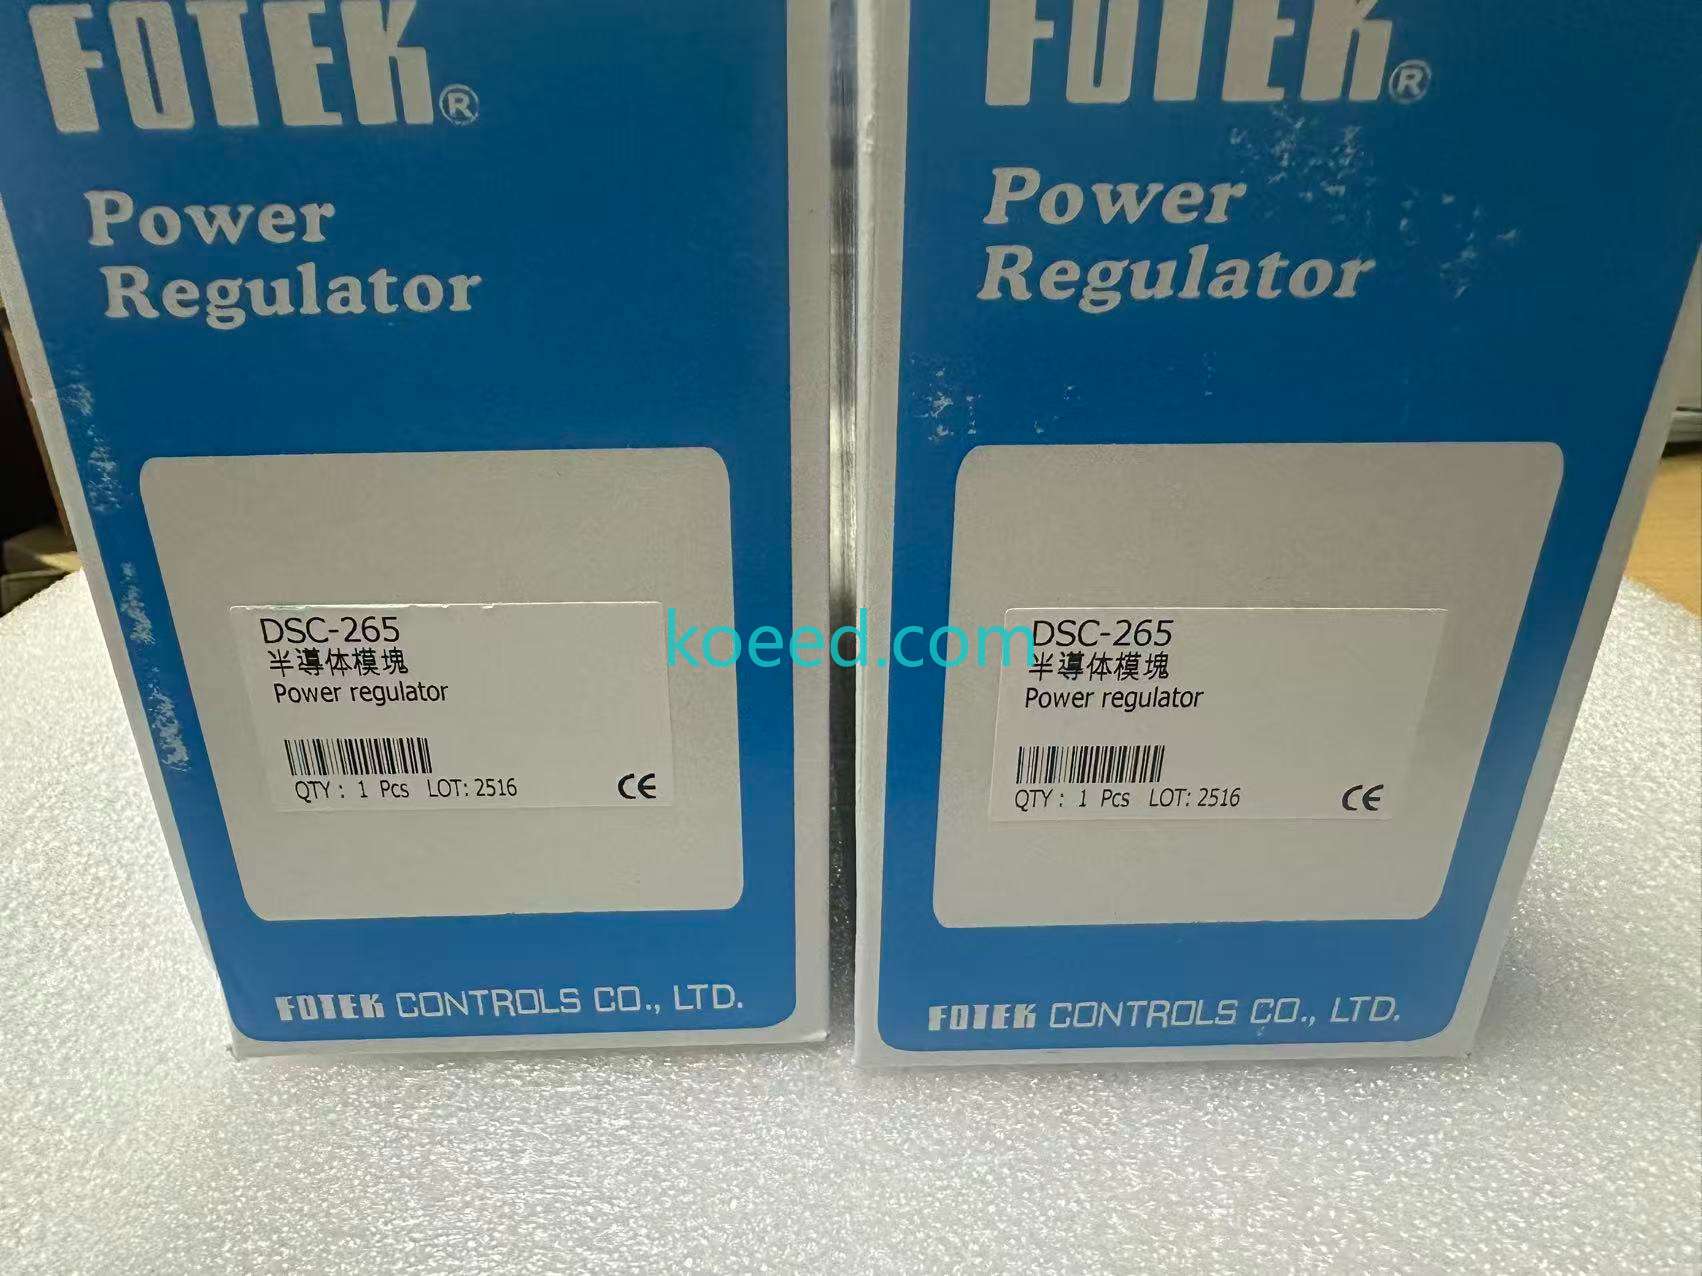 FOTEK®
Power
Regulator
DSC-265
半導体模塊
Power regulator
QTY : 1 Pcs LOT: 2516 CE
FOTEK CONTROLS CO., LTD.
FOTEK®
Power
Regulator
DSC-265
半導体模塊
Power regulator
QTY : 1 Pcs LOT: 2516 CE
FOTEK CONTROLS CO., LTD.
koeed.com